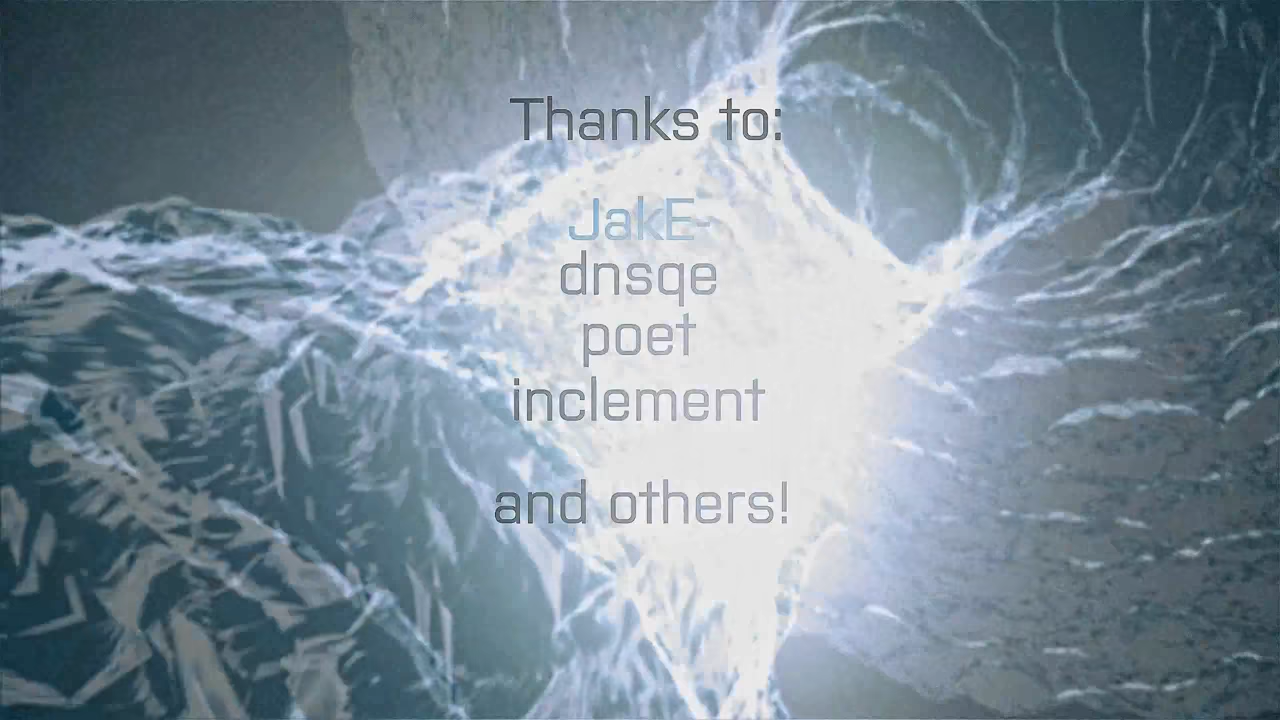 Thanks to:
JakE-
dnsqe
poet
inclement
and others!